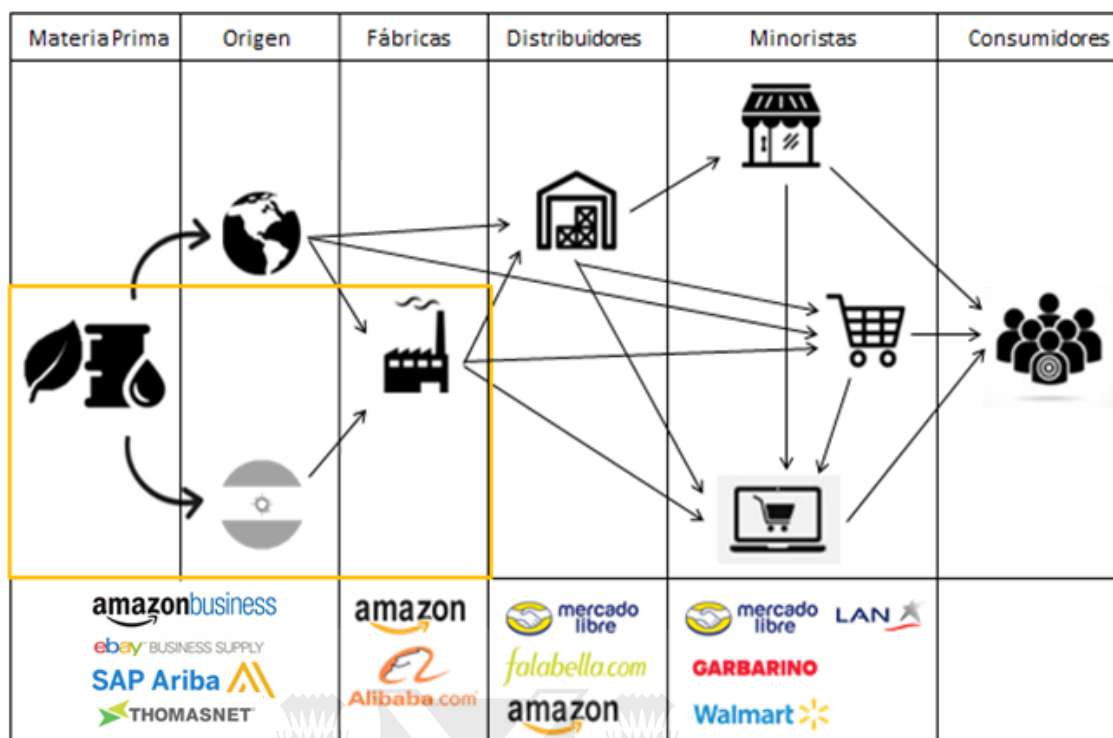 Materia Prima
Origen
Fábricas
Distribuidores
Minoristas
Consumidores
amazonbusiness
ebay BUSINESS SUPPLY
SAP Ariba
THOMASNET
amazon
Alibaba.com
mercado
libre
falabella.com
amazon
mercado
libre
LAN
GARBARINO
Walmart